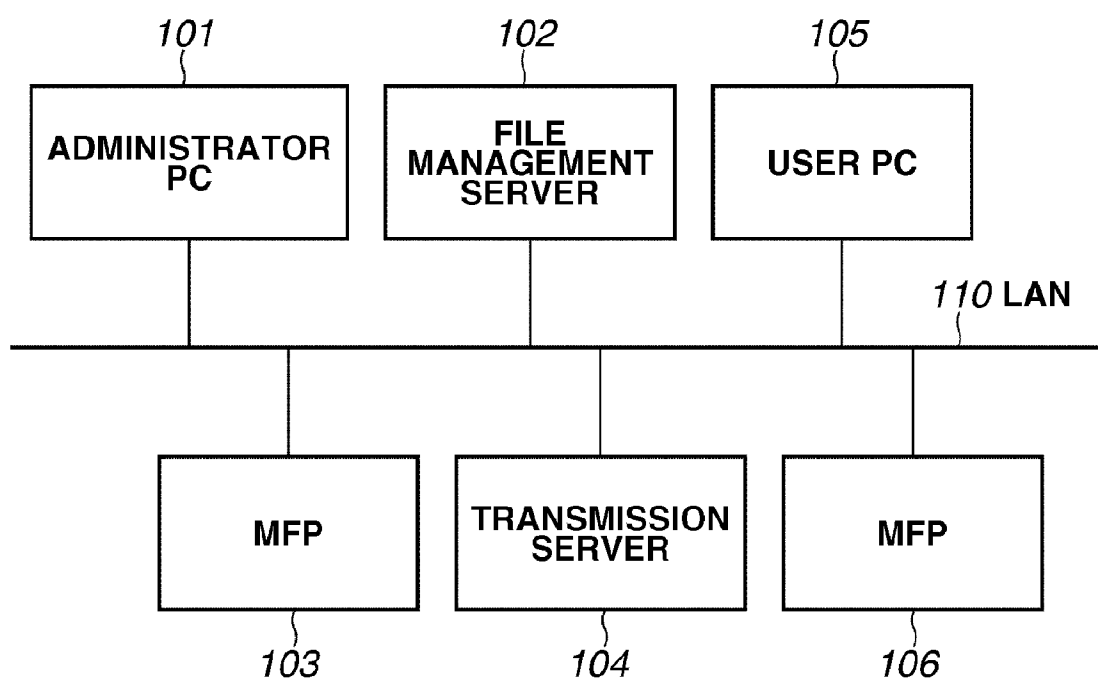 101
102
105
ADMINISTRATOR
PC
FILE
MANAGEMENT
SERVER
USER PC
110 LAN
MFP
TRANSMISSION
SERVER
MFP
103
104
106